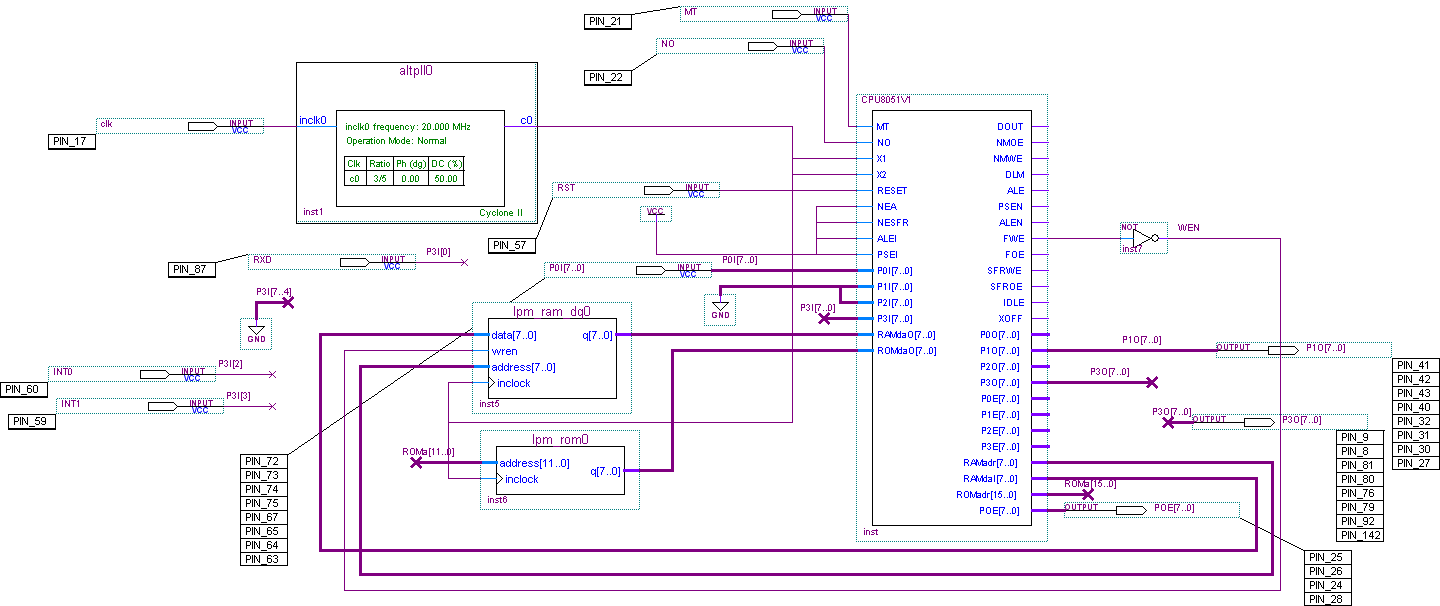 PIN_21
MT
INPUT
VCC
PIN_22
NO
INPUT
VCC
altpll0
inclk0
c0
inclk0 frequency: 20.000 MHz
Operation Mode: Normal
Clk Ratio Ph (dg) DC (%)
c0 3/5 0.00 50.00
inst1
Cyclone II
PIN_17
clk
INPUT
VCC
PIN_57
RST
INPUT
VCC
VCC
PIN_87
RXD
INPUT
VCC
P3I[0]
P3I[7..4]
GND
P0I[7..0]
INPUT
VCC
P0I[7..0]
GND
P3I[7..0]
PIN_60
INT0
INPUT
VCC
P3I[2]
PIN_59
INT1
INPUT
VCC
P3I[3]
lpm_ram_dq0
data[7..0]
q[7..0]
wren
address[7..0]
inclock
inst5
ROMa[11..0]
lpm_rom0
address[11..0]
q[7..0]
inclock
inst6
PIN_72
PIN_73
PIN_74
PIN_75
PIN_67
PIN_65
PIN_64
PIN_63
CPU8051V1
MT
NO
X1
X2
RESET
NEA
NESFR
ALEI
PSEI
P0I[7..0]
P1I[7..0]
P2I[7..0]
P3I[7..0]
RAMdaO[7..0]
ROMdaO[7..0]
DOUT
NMOE
NMWE
DLM
ALE
PSEN
ALEN
FWE
FOE
SFRWE
SFROE
IDLE
XOFF
P0O[7..0]
P1O[7..0]
P2O[7..0]
P3O[7..0]
P0E[7..0]
P1E[7..0]
P2E[7..0]
P3E[7..0]
RAMadr[7..0]
RAMdaI[7..0]
ROMadr[15..0]
POE[7..0]
inst
NOT
inst7
WEN
P1O[7..0]
OUTPUT
P1O[7..0]
P3O[7..0]
P3O[7..0]
OUTPUT
P3O[7..0]
ROMa[15..0]
OUTPUT
POE[7..0]
PIN_41
PIN_42
PIN_43
PIN_40
PIN_32
PIN_31
PIN_30
PIN_27
PIN_9
PIN_8
PIN_81
PIN_80
PIN_76
PIN_79
PIN_92
PIN_142
PIN_25
PIN_26
PIN_24
PIN_28